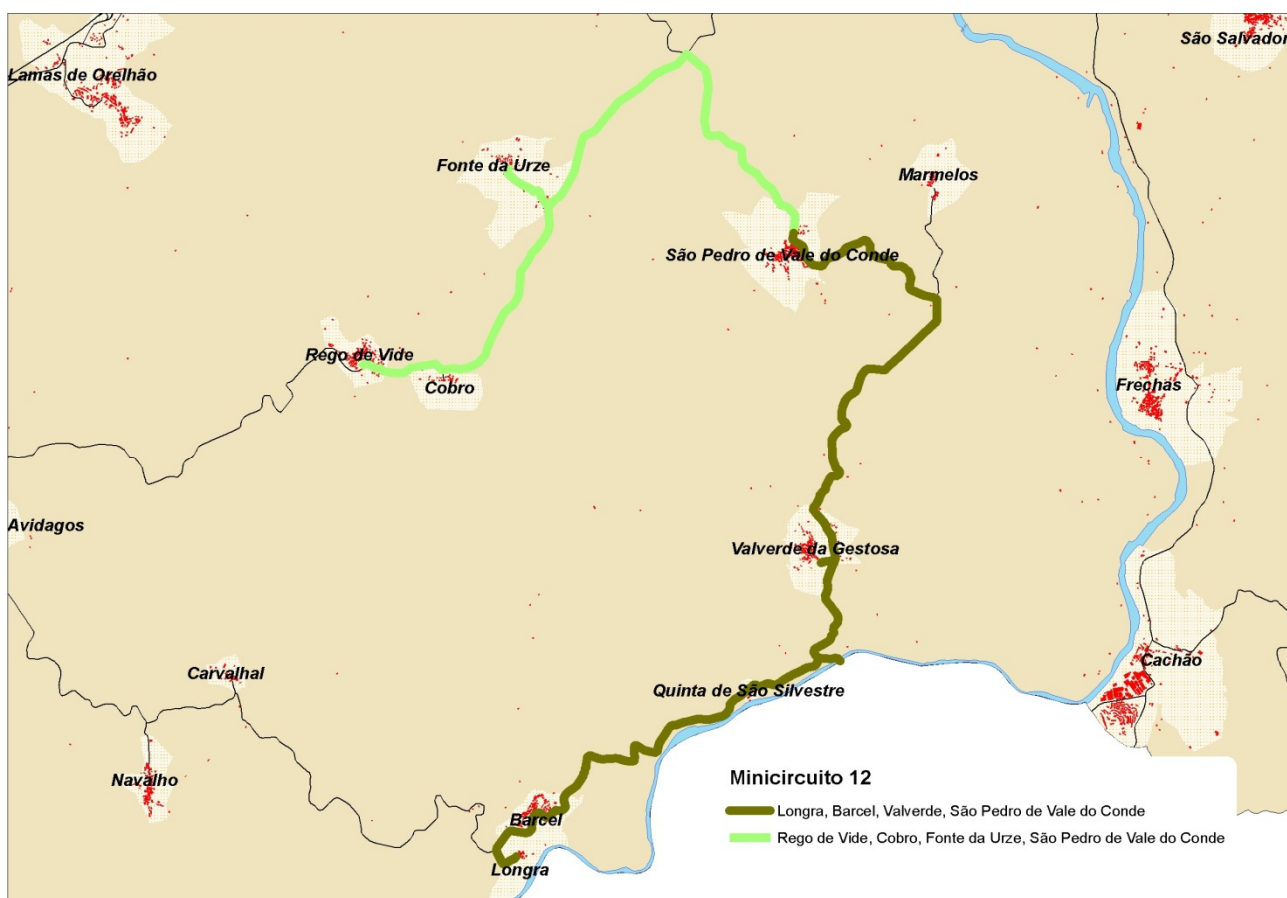 São Salvador
Lamas de Orelhão
Fonte da Urze
Marmelos
São Pedro de Vale do Conde
Rego de Vide
Cobro
Frechas
Avidagos
Valverde da Gestosa
Carvalhal
Cachão
Quinta de São Silvestre
Navalho
Barcel
Longra
Minicircuito 12
Longra, Barcel, Valverde, São Pedro de Vale do Conde
Rego de Vide, Cobro, Fonte da Urze, São Pedro de Vale do Conde